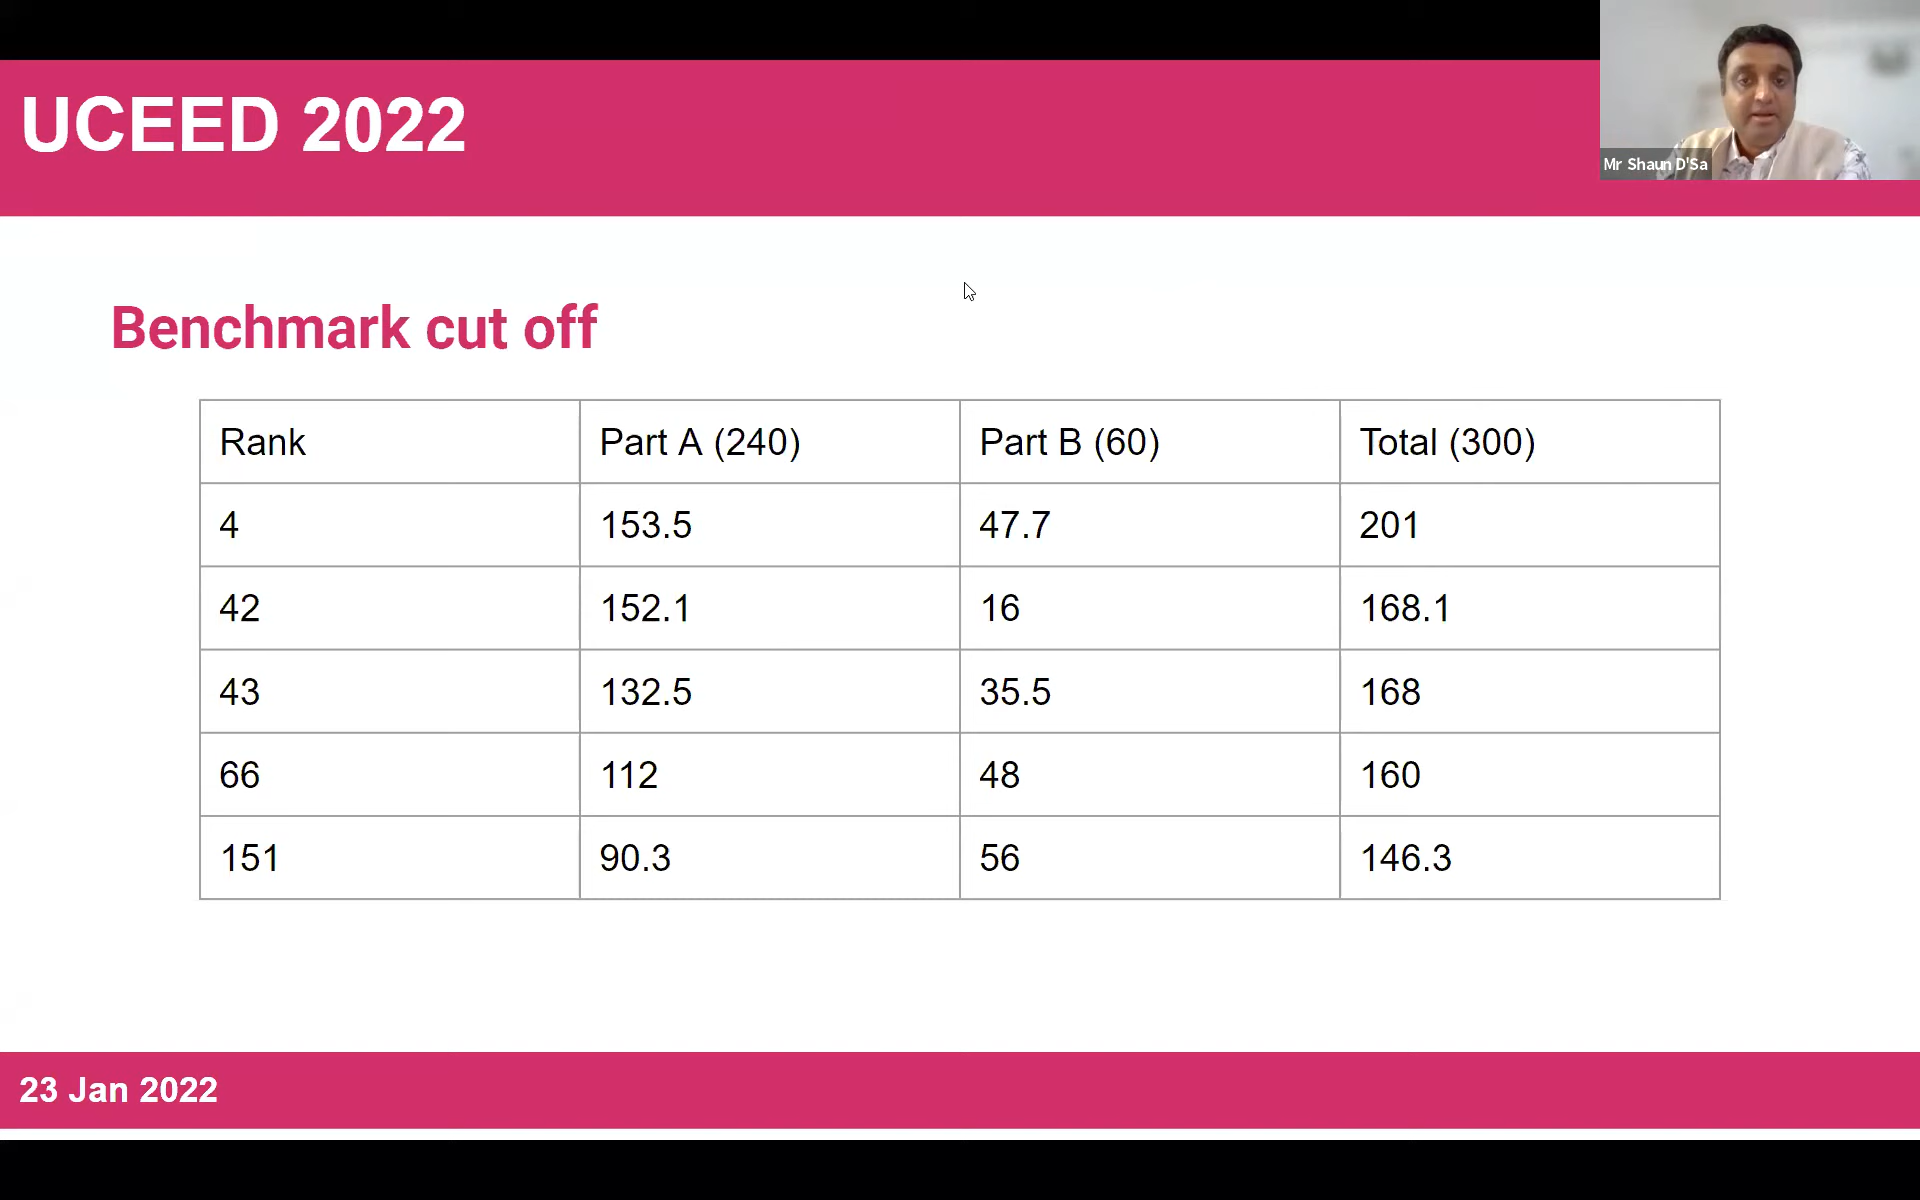 UCEED 2022
Mr Shaun D'Sa
Benchmark cut off
Rank Part A (240) Part B (60) Total (300)
4 153.5 47.7 201
42 152.1 16 168.1
43 132.5 35.5 168
66 112 48 160
151 90.3 56 146.3
23 Jan 2022